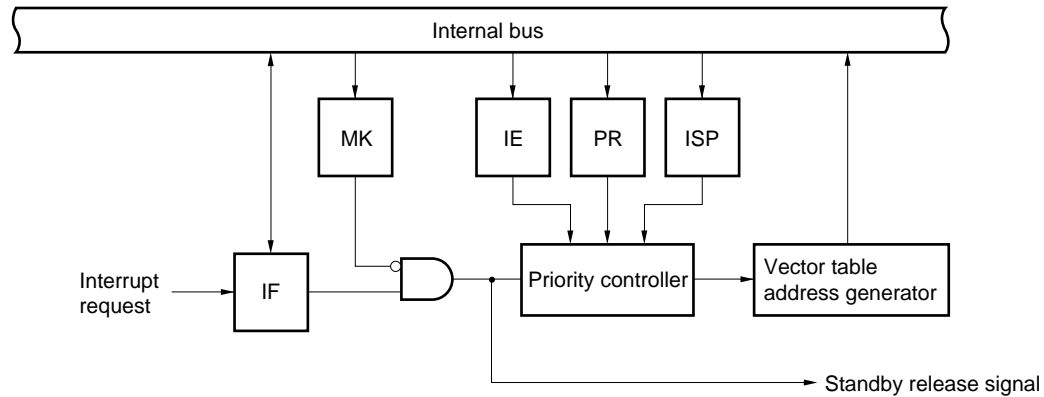 Internal bus
MK
IE
PR
ISP
Interrupt
request
IF
Priority controller
Vector table
address generator
Standby release signal